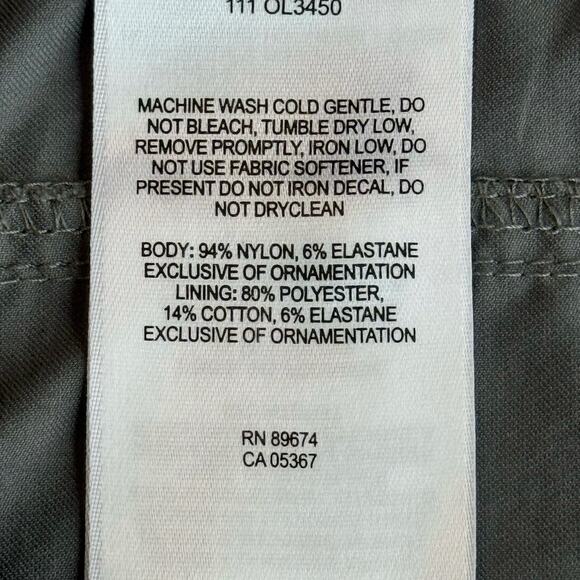 111 OL3450
MACHINE WASH COLD GENTLE, DO
NOT BLEACH, TUMBLE DRY LOW,
REMOVE PROMPTLY, IRON LOW, DO
NOT USE FABRIC SOFTENER, IF
PRESENT DO NOT IRON DECAL, DO
NOT DRYCLEAN
BODY: 94% NYLON, 6% ELASTANE
EXCLUSIVE OF ORNAMENTATION
LINING: 80% POLYESTER,
14% COTTON, 6% ELASTANE
EXCLUSIVE OF ORNAMENTATION
RN 89674
CA 05367